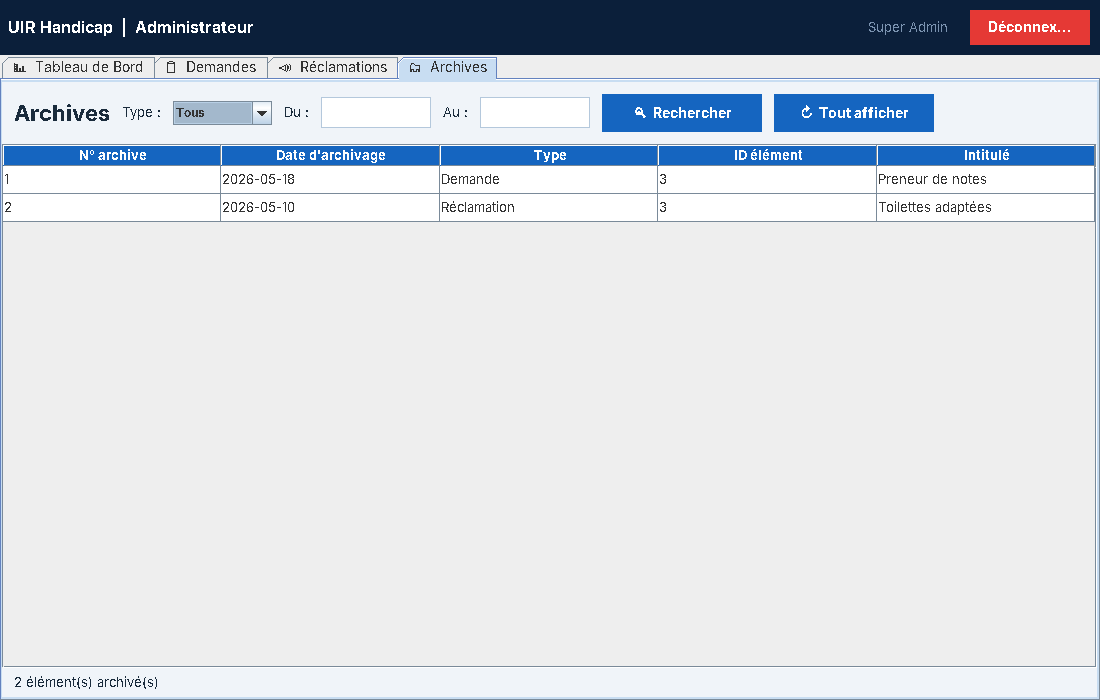 UIR Handicap | Administrateur
Super Admin
Déconnex...
Tableau de Bord Demandes Réclamations Archives
Archives Type : Tous Du : Au : Rechercher Tout afficher
N° archive Date d'archivage Type ID élément Intitulé
1 2026-05-18 Demande 3 Preneur de notes
2 2026-05-10 Réclamation 3 Toilettes adaptées
2 élément(s) archivé(s)